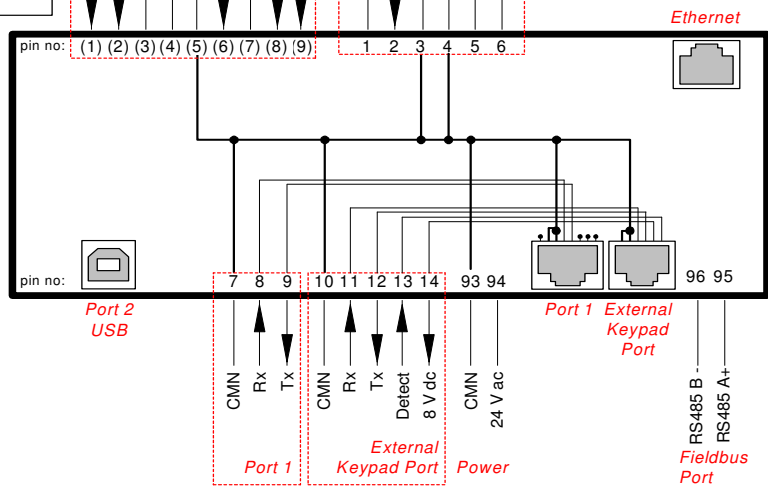 Ethernet
pin no: (1) (2) (3) (4) (5) (6) (7) (8) (9) 1 2 3 4 5 6
pin no: 7 8 9 10 11 12 13 14 93 94 96 95
Port 2
USB
Port 1
External
Keypad
Port
CMN
Rx
Tx
CMN
Rx
Tx
Detect
8 V dc
CMN
24 V ac
RS485 B -
RS485 A+
Port 1
External
Keypad Port
Power
Fieldbus
Port